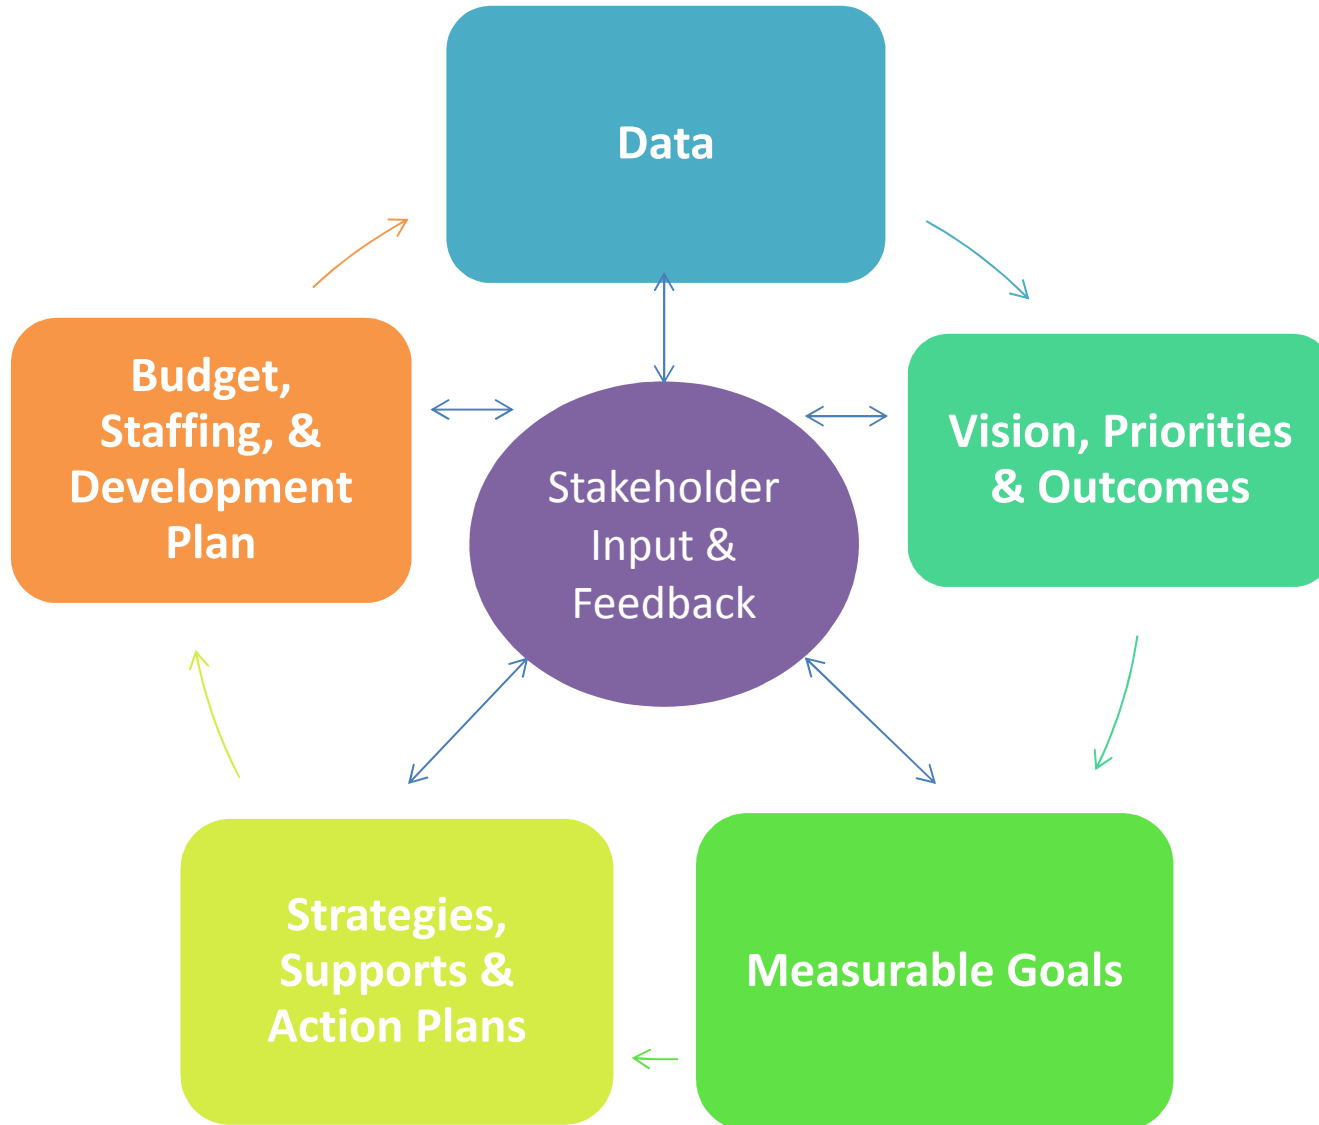 Data
Budget,
Staffing, &
Development
Plan
Vision, Priorities
& Outcomes
Stakeholder
Input &
Feedback
Strategies,
Supports &
Action Plans
Measurable Goals